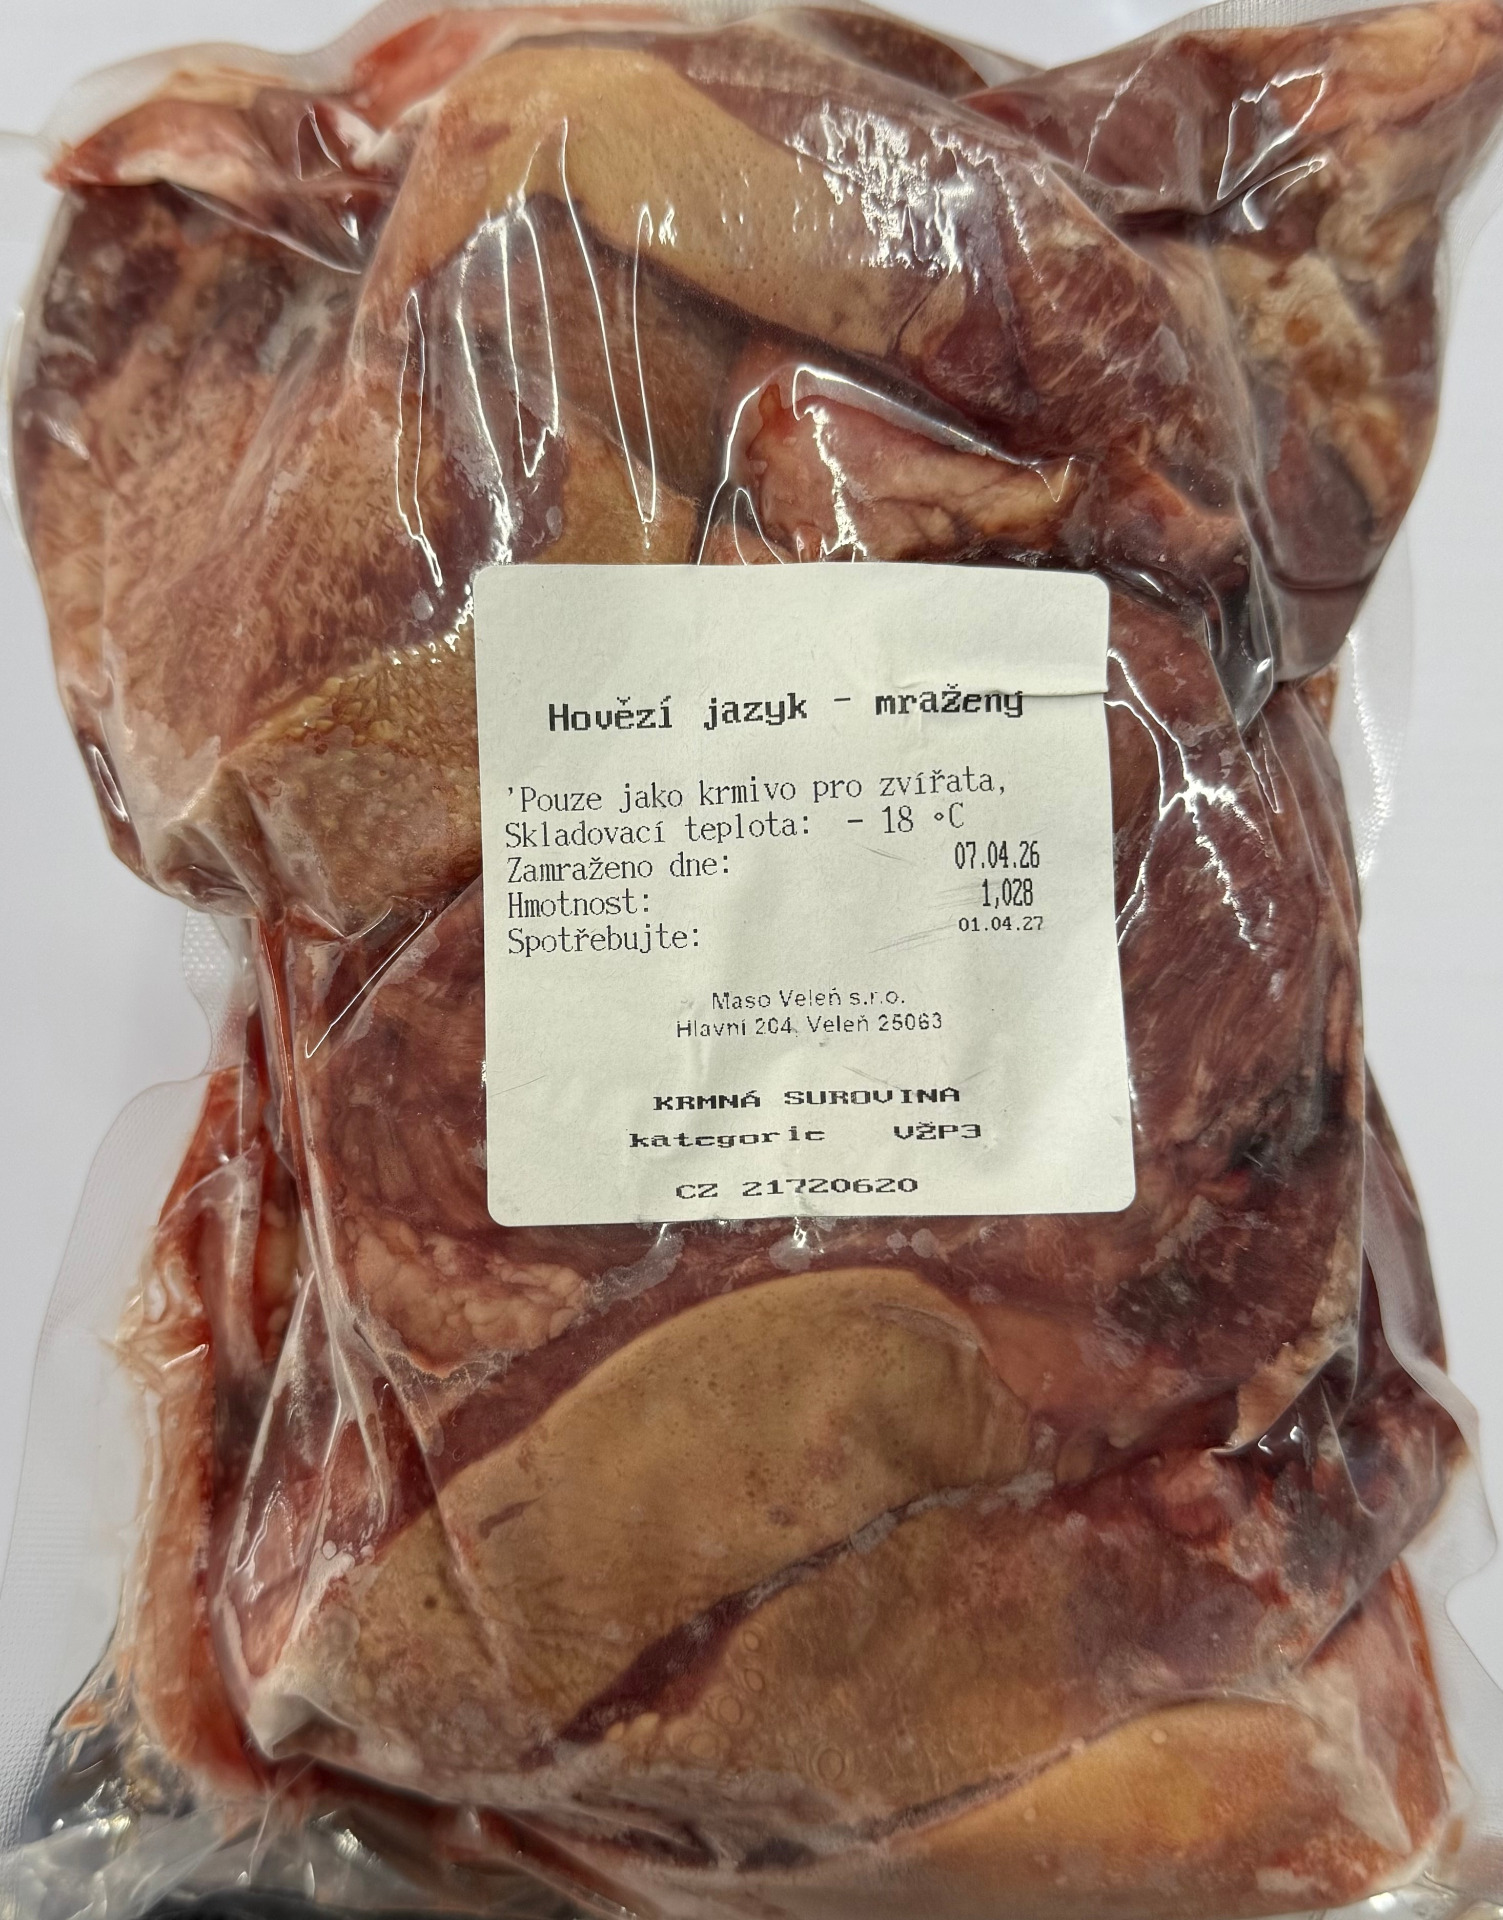 Hovězí jazyk - mražený
'Pouze jako krmivo pro zvířata,
Skladovací teplota: - 18 °C
Zamraženo dne: 07.04.26
Hmotnost: 1,028
Spotřebujte: 01.04.27
Maso Veleň s.r.o.
Hlavní 204, Veleň 25063
KRMNÁ SUROVINA
kategorie VŽP3
CZ 21720620